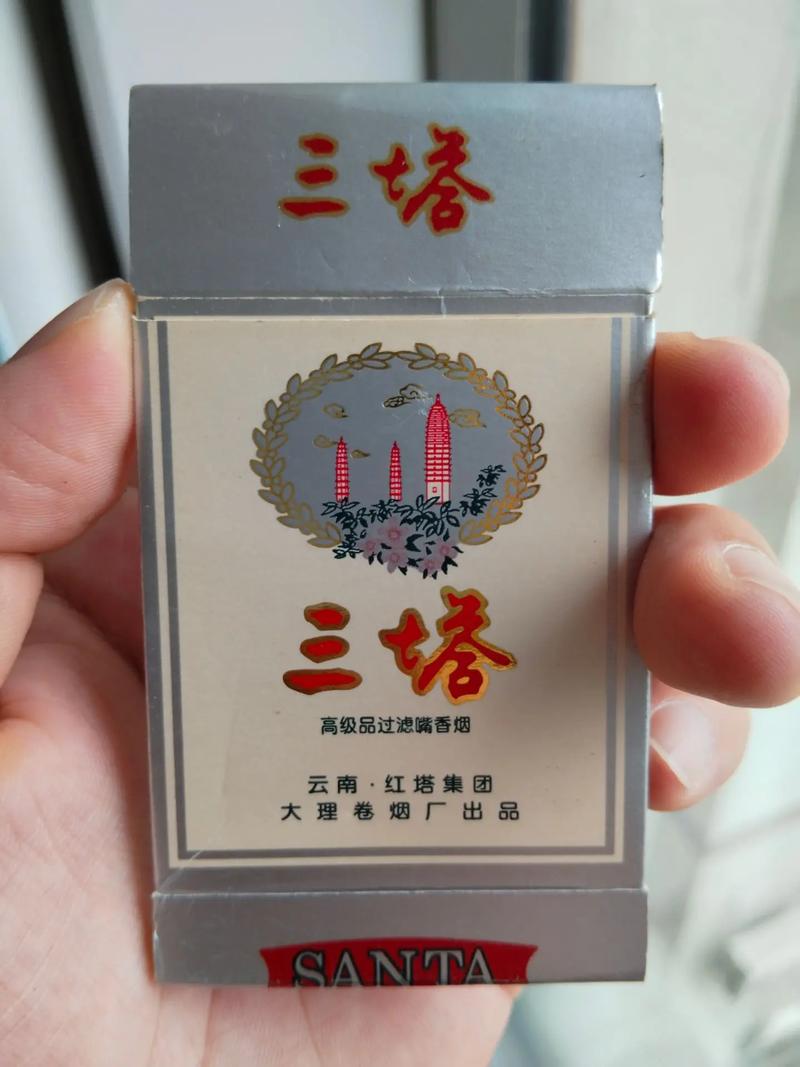 三塔
三塔
高级品过滤嘴香烟
云南·红塔集团
大理卷烟厂出品
SANTA